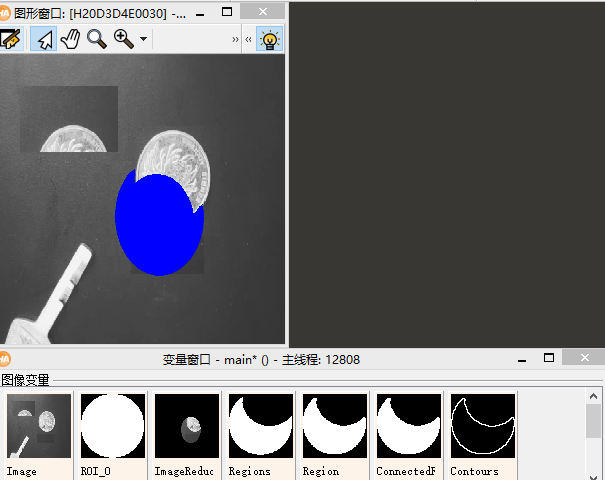 图形窗口: [H20D3D4E0030] -...
变量窗口 - main* () - 主线程: 12808
图像变量
Image
ROI_0
ImageReduc
Regions
Region
ConnectedF
Contours